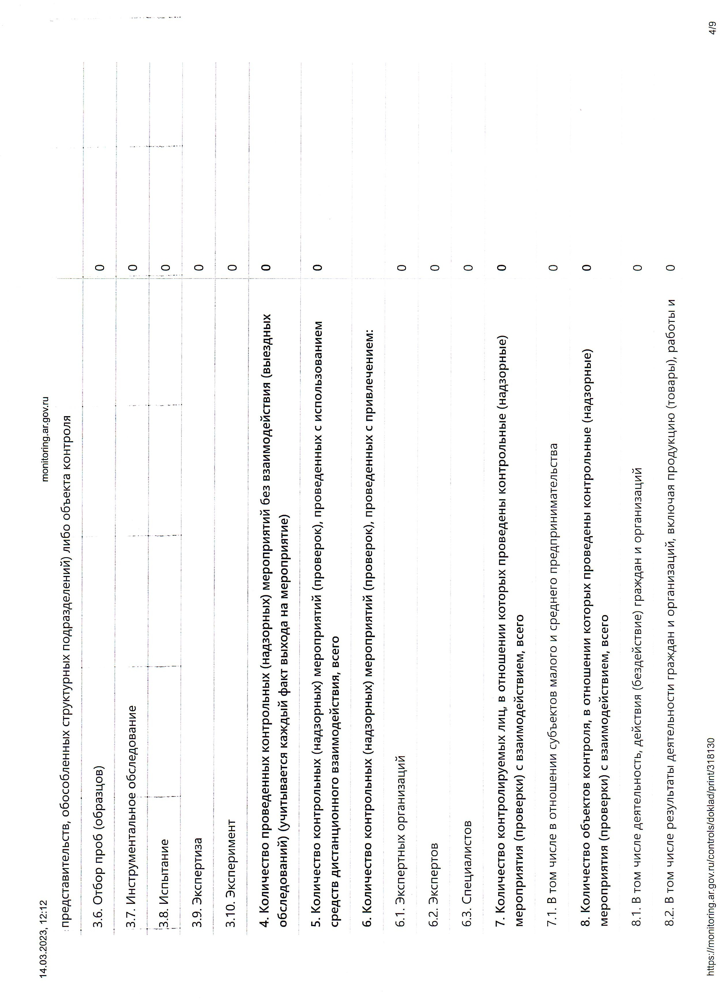 14.03.2023, 12:12
monitoring.ar.gov.ru
представительств, обособленных структурных подразделений) либо объекта контроля
3.6. Отбор проб (образцов) 0
3.7. Инструментальное обследование 0
3.8. Испытание 0
3.9. Экспертиза 0
3.10. Эксперимент 0
4. Количество проведенных контрольных (надзорных) мероприятий без взаимодействия (выездных 0
обследований) (учитывается каждый факт выхода на мероприятие)
5. Количество контрольных (надзорных) мероприятий (проверок), проведенных с использованием 0
средств дистанционного взаимодействия, всего
6. Количество контрольных (надзорных) мероприятий (проверок), проведенных с привлечением:
6.1. Экспертных организаций 0
6.2. Экспертов 0
6.3. Специалистов 0
7. Количество контролируемых лиц, в отношении которых проведены контрольные (надзорные) 0
мероприятия (проверки) с взаимодействием, всего
7.1. В том числе в отношении субъектов малого и среднего предпринимательства 0
8. Количество объектов контроля, в отношении которых проведены контрольные (надзорные) 0
мероприятия (проверки) с взаимодействием, всего
8.1. В том числе деятельность, действия (бездействие) граждан и организаций 0
8.2. В том числе результаты деятельности граждан и организаций, включая продукцию (товары), работы и 0
https://monitoring.ar.gov.ru/controls/doklad/print/318130
4/9